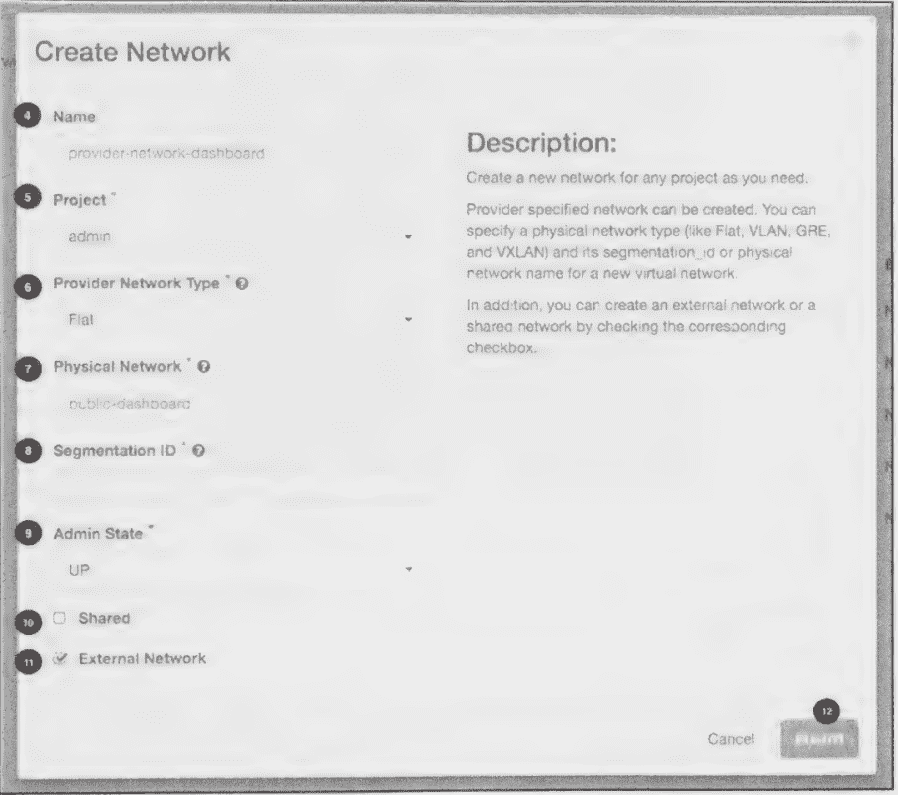 Create Network
4 Name
provider-network-dashboard
5 Project *
admin
6 Provider Network Type * ?
Flat
7 Physical Network * ?
public-dashboard
8 Segmentation ID * ?
9 Admin State *
UP
10 Shared
11 External Network
Description:
Create a new network for any project as you need.
Provider specified network can be created. You can
specify a physical network type (like Flat, VLAN, GRE,
and VXLAN) and its segmentation_id or physical
network name for a new virtual network.
In addition, you can create an external network or a
shared network by checking the corresponding
checkbox.
12
Cancel